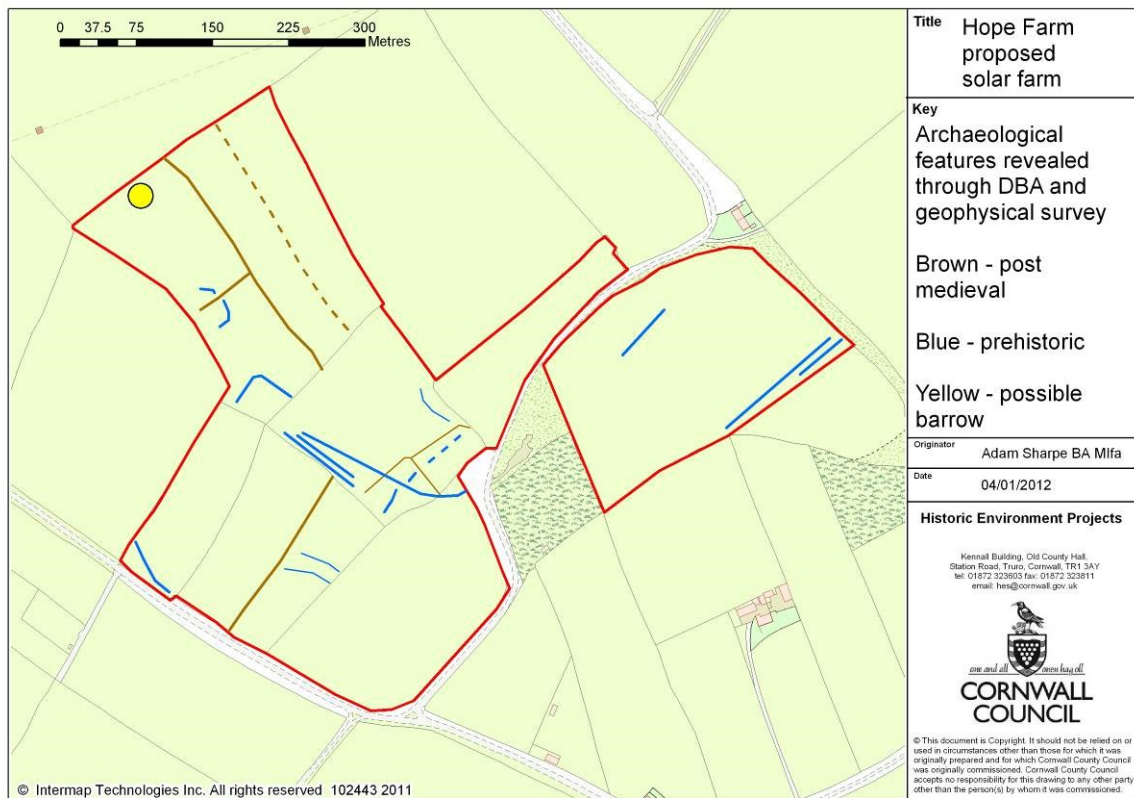 0 37.5 75 150 225 300
Metres
© Intermap Technologies Inc. All rights reserved 102443 2011
Title Hope Farm
proposed
solar farm
Key
Archaeological
features revealed
through DBA and
geophysical survey
Brown - post
medieval
Blue - prehistoric
Yellow - possible
barrow
Originator
Adam Sharpe BA MIfa
Date
04/01/2012
Historic Environment Projects
Kennall Building, Old County Hall,
Station Road, Truro, Cornwall, TR1 3AY
tel: 01872 323603 fax: 01872 323811
email: hes@cornwall.gov.uk
one and all onen hag oll
CORNWALL
COUNCIL
© This document is Copyright. It should not be relied on or
used in circumstances other than those for which it was
originally prepared and for which Cornwall County Council
was originally commissioned. Cornwall County Council
accepts no responsibility for this drawing to any other party
other than the person(s) by whom it was commissioned.